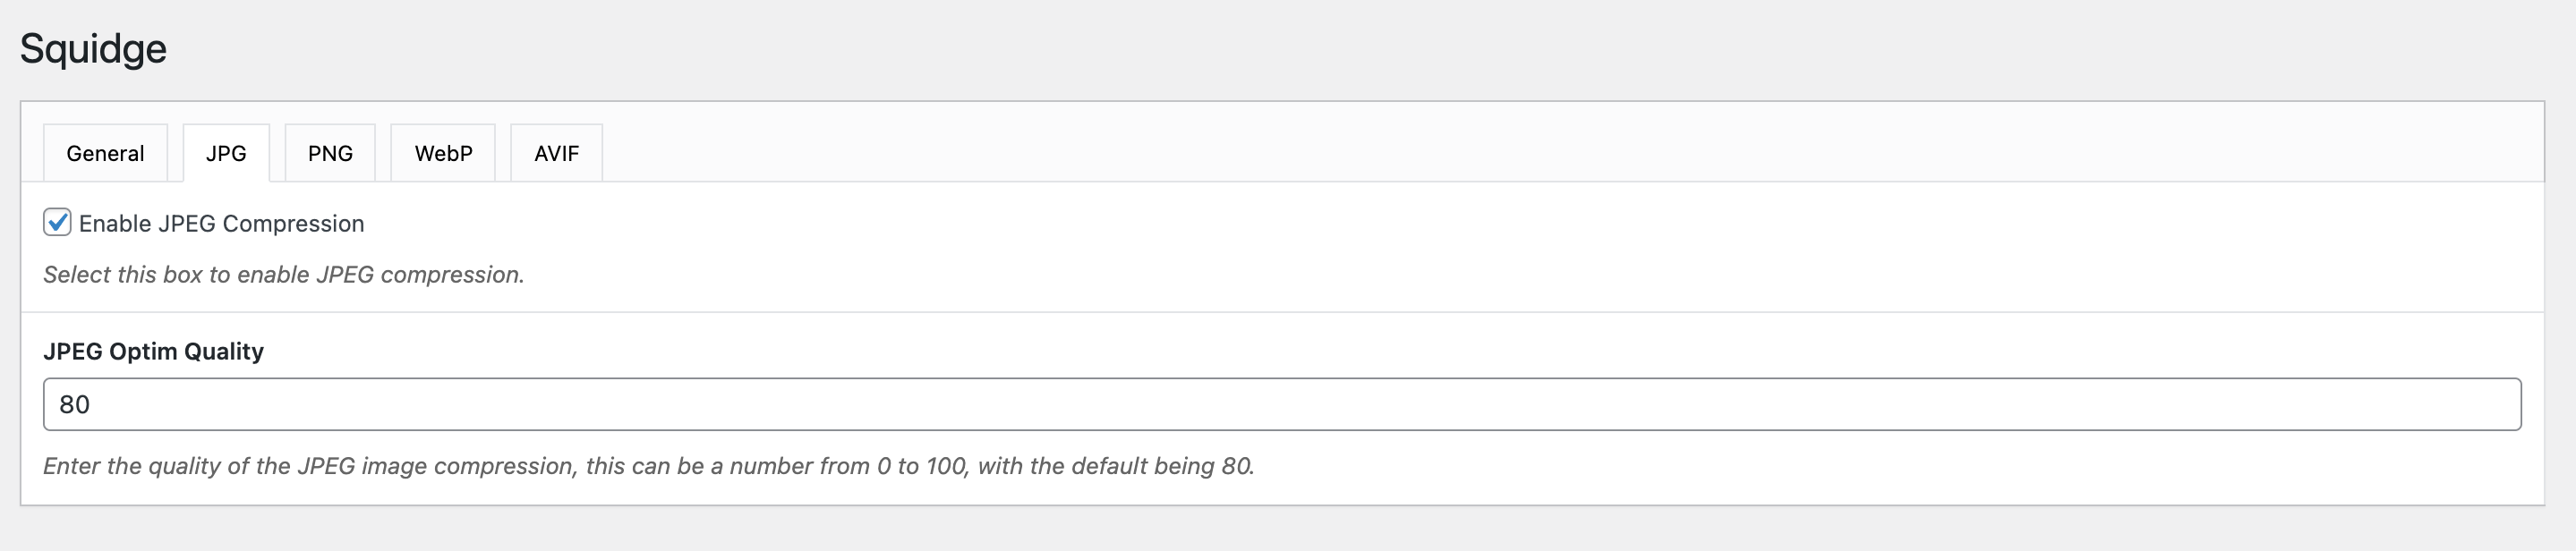 Squidge
General JPG PNG WebP AVIF
Enable JPEG Compression
Select this box to enable JPEG compression.
JPEG Optim Quality
80
Enter the quality of the JPEG image compression, this can be a number from 0 to 100, with the default being 80.